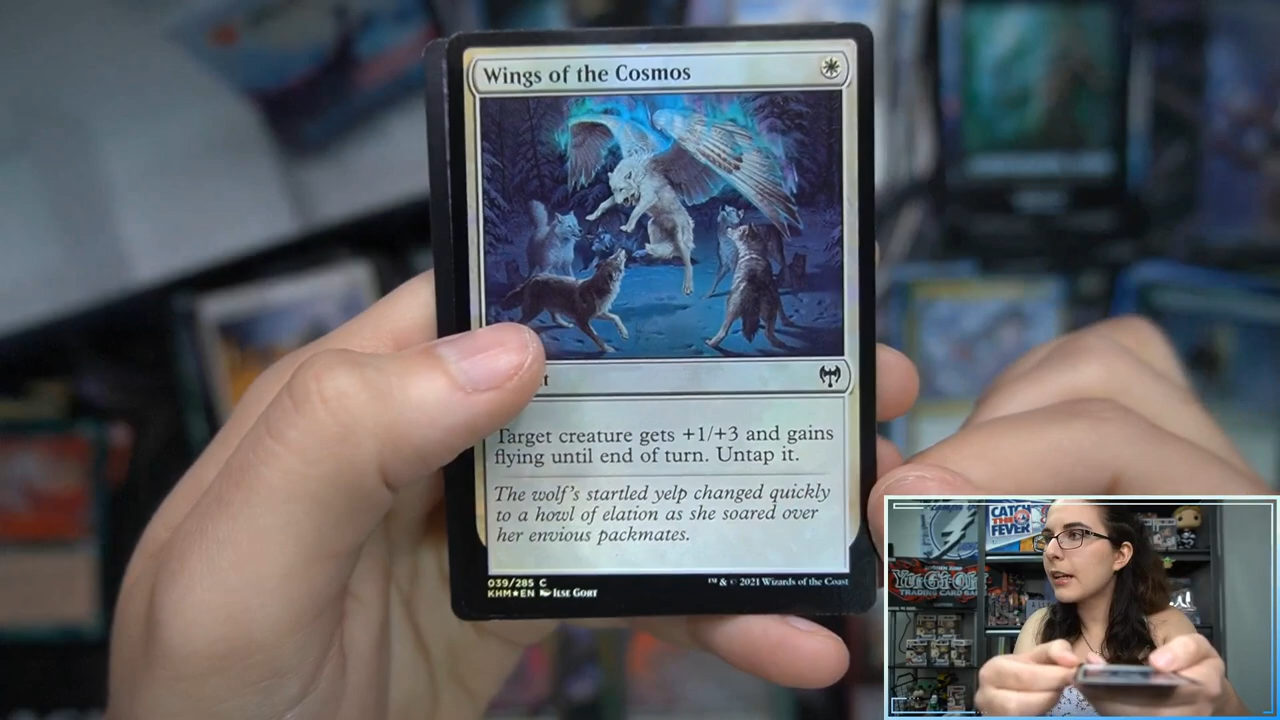 Wings of the Cosmos
Target creature gets +1/+3 and gains
flying until end of turn. Untap it.
The wolf's startled yelp changed quickly
to a howl of elation as she soared over
her envious packmates.
039/285 C
KHM★EN Ilse Gort
™ & © 2021 Wizards of the Coast
CATCH
THE
FEVER
Yu-Gi-Oh!
TRADING CARD GAME